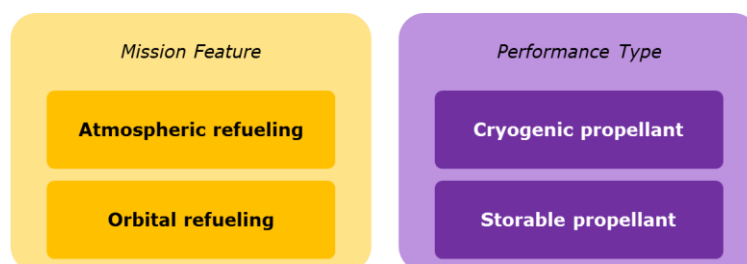 Mission Feature
Atmospheric refueling
Orbital refueling
Performance Type
Cryogenic propellant
Storable propellant